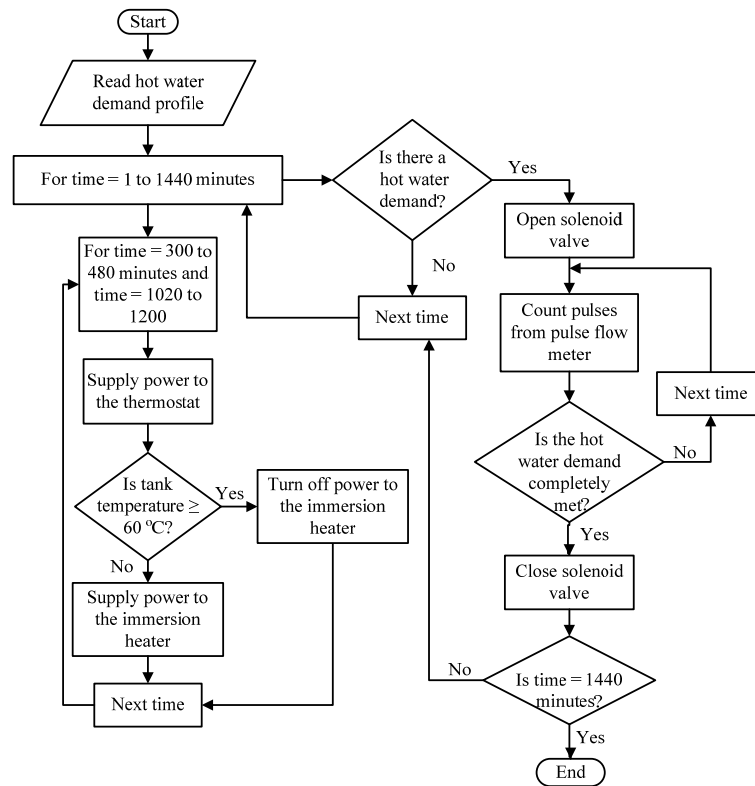 Start
Read hot water
demand profile
For time = 1 to 1440 minutes
For time = 300 to
480 minutes and
time = 1020 to
1200
Supply power to
the thermostat
Is tank
temperature ≥
60 °C?
Yes
Turn off power to
the immersion
heater
No
Supply power to
the immersion
heater
Next time
Is there a
hot water
demand?
Yes
No
Next time
Open solenoid
valve
Count pulses
from pulse flow
meter
Next time
Is the hot
water demand
completely
met?
No
Yes
Close solenoid
valve
Is time = 1440
minutes?
No
Yes
End